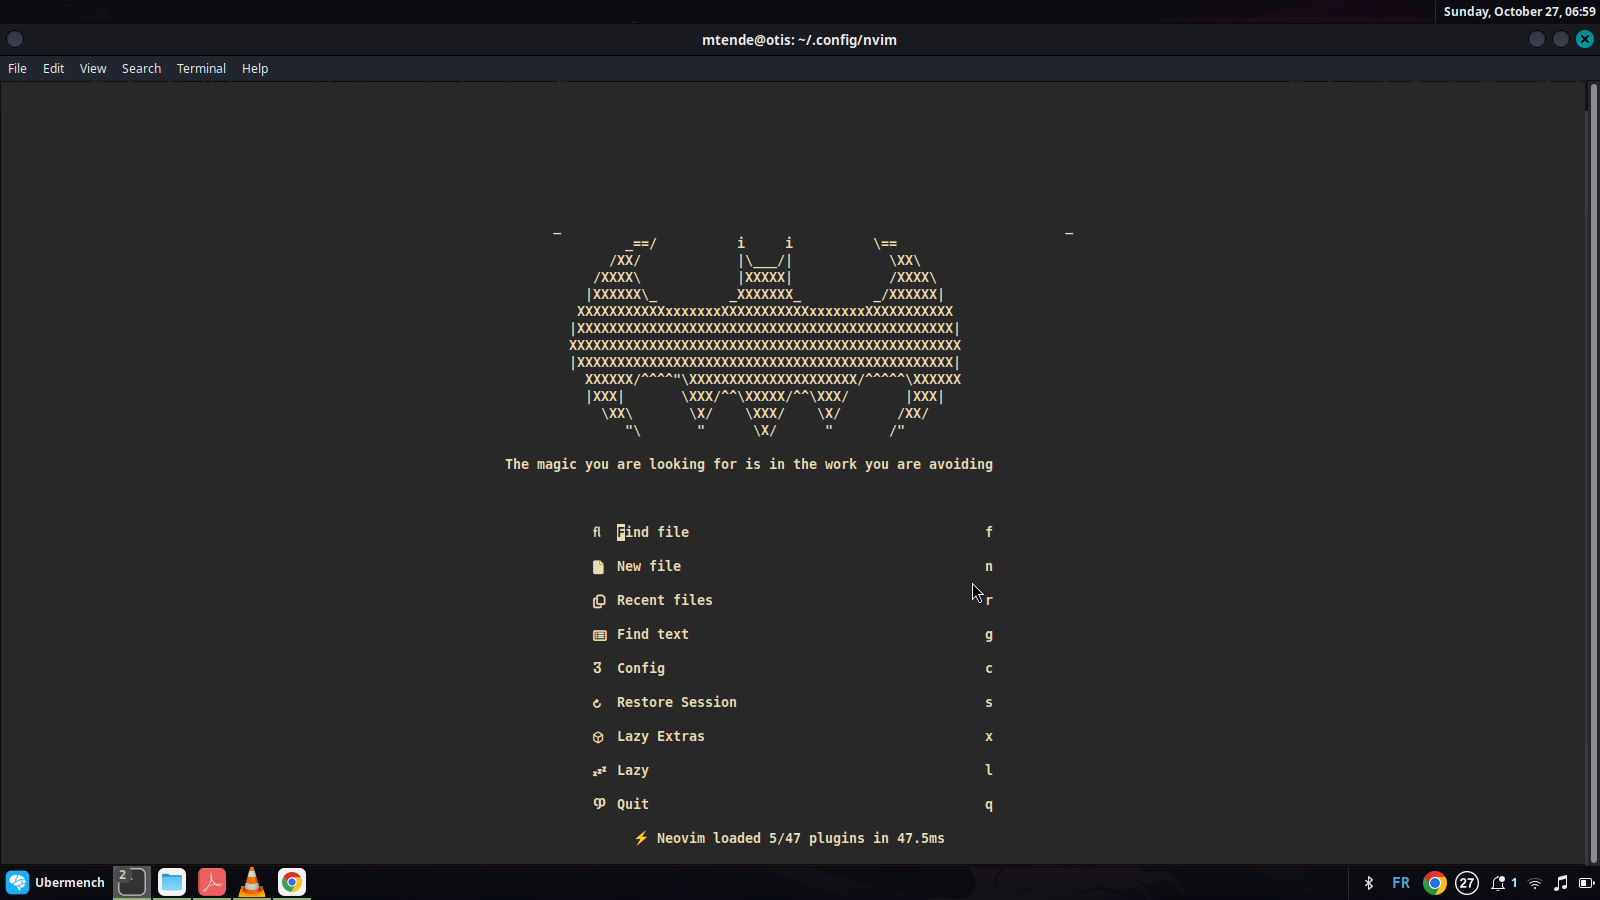 Sunday, October 27, 06:59
mtende@otis: ~/.config/nvim
File Edit View Search Terminal Help
_                                                               _
         _==/          i     i          \==
       /XX/            |\___/|            \XX\
     /XXXX\            |XXXXX|            /XXXX\
    |XXXXXX\_         _XXXXXXX_         _/XXXXXX|
   XXXXXXXXXXXxxxxxxxXXXXXXXXXXXxxxxxxxXXXXXXXXXXX
  |XXXXXXXXXXXXXXXXXXXXXXXXXXXXXXXXXXXXXXXXXXXXXXX|
  XXXXXXXXXXXXXXXXXXXXXXXXXXXXXXXXXXXXXXXXXXXXXXXXX
  |XXXXXXXXXXXXXXXXXXXXXXXXXXXXXXXXXXXXXXXXXXXXXXX|
    XXXXXX/^^^^"\XXXXXXXXXXXXXXXXXXXXX/^^^^^\XXXXXX
    |XXX|       \XXX/^^\XXXXX/^^\XXX/       |XXX|
      \XX\       \X/    \XXX/    \X/       /XX/
         "\       "      \X/      "       /"
The magic you are looking for is in the work you are avoiding
Find file f
New file n
Recent files r
Find text g
Config c
Restore Session s
Lazy Extras x
Lazy l
Quit q
⚡ Neovim loaded 5/47 plugins in 47.5ms
Ubermench 2 FR 27 1